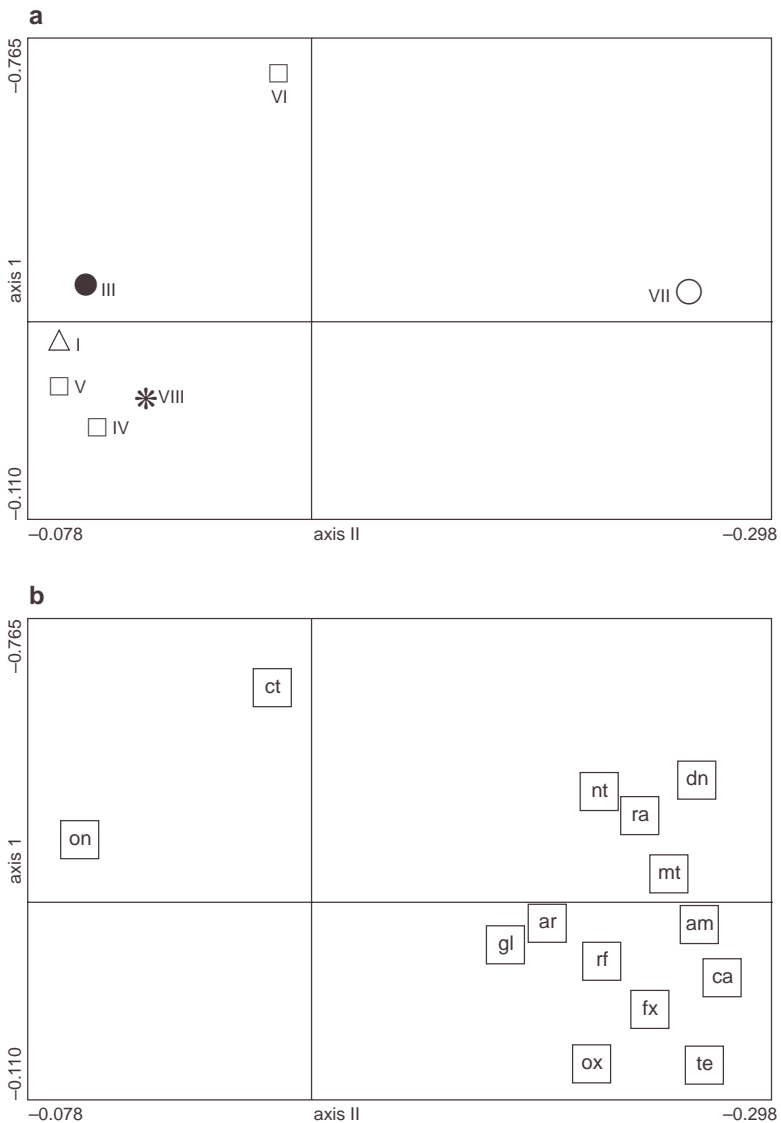 a
–0.765
VI
axis 1
III
VII
I
V
VIII
IV
–0.110
–0.078
axis II
–0.298
b
–0.765
ct
dn
nt
ra
on
axis 1
mt
ar
am
gl
rf
ca
fx
ox
te
–0.110
–0.078
axis II
–0.298